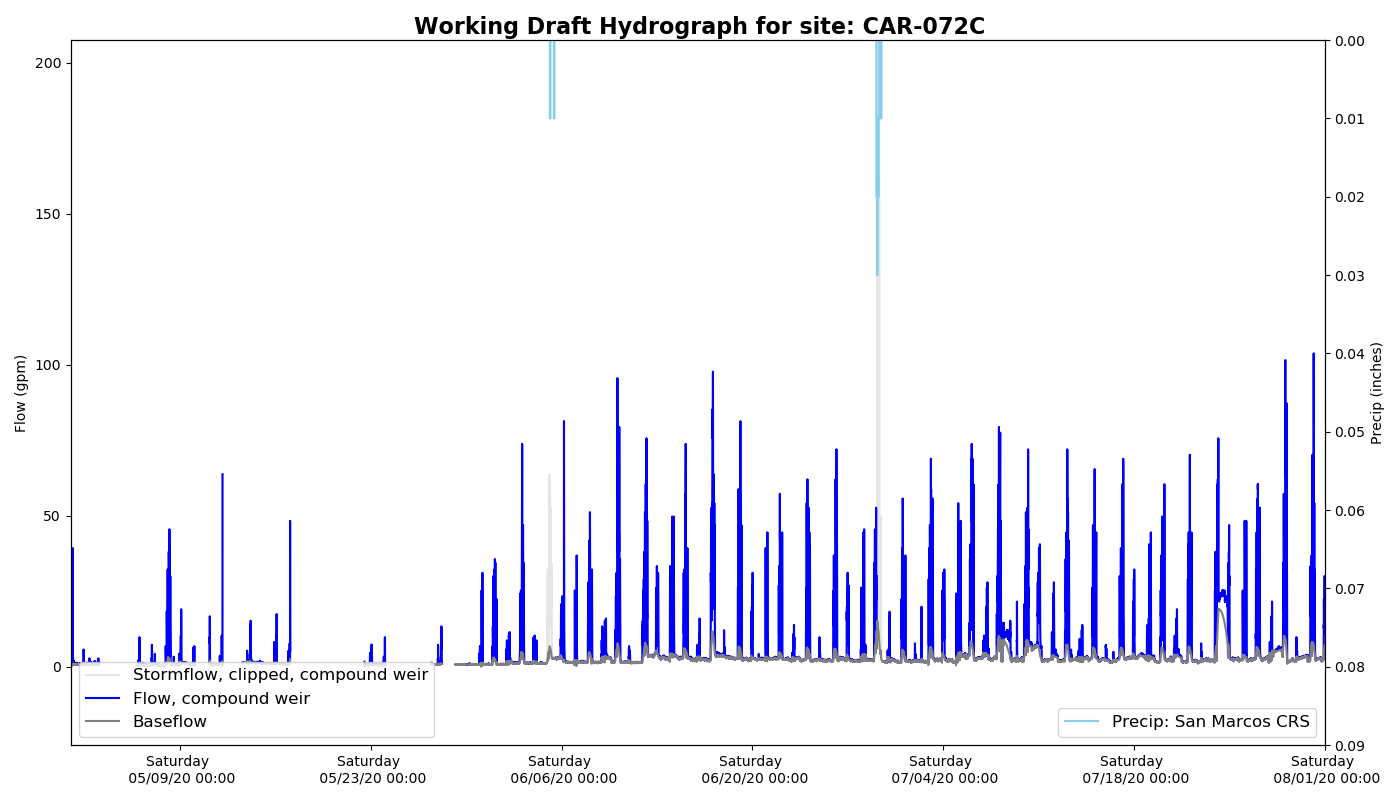 Working Draft Hydrograph for site: CAR-072C
200
150
100
50
0
Flow (gpm)
0.00
0.01
0.02
0.03
0.04
0.05
0.06
0.07
0.08
0.09
Precip (inches)
Stormflow, clipped, compound weir
Flow, compound weir
Baseflow
Precip: San Marcos CRS
Saturday
05/09/20 00:00
Saturday
05/23/20 00:00
Saturday
06/06/20 00:00
Saturday
06/20/20 00:00
Saturday
07/04/20 00:00
Saturday
07/18/20 00:00
Saturday
08/01/20 00:00